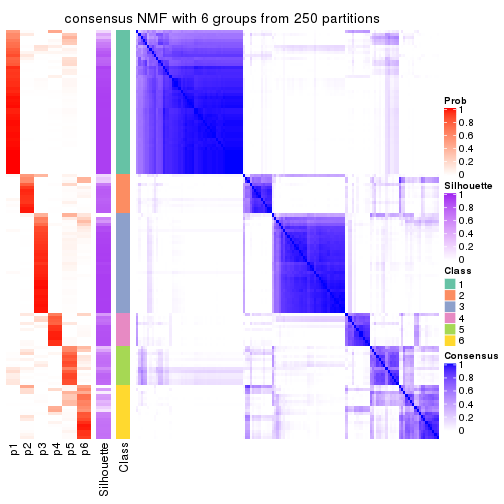 consensus NMF with 6 groups from 250 partitions
Prob
1
0.8
0.6
0.4
0.2
0
Silhouette
1
0.8
0.6
0.4
0.2
0
Class
1
2
3
4
5
6
Consensus
1
0.8
0.6
0.4
0.2
0
p1
p2
p3
p4
p5
p6
Silhouette
Class